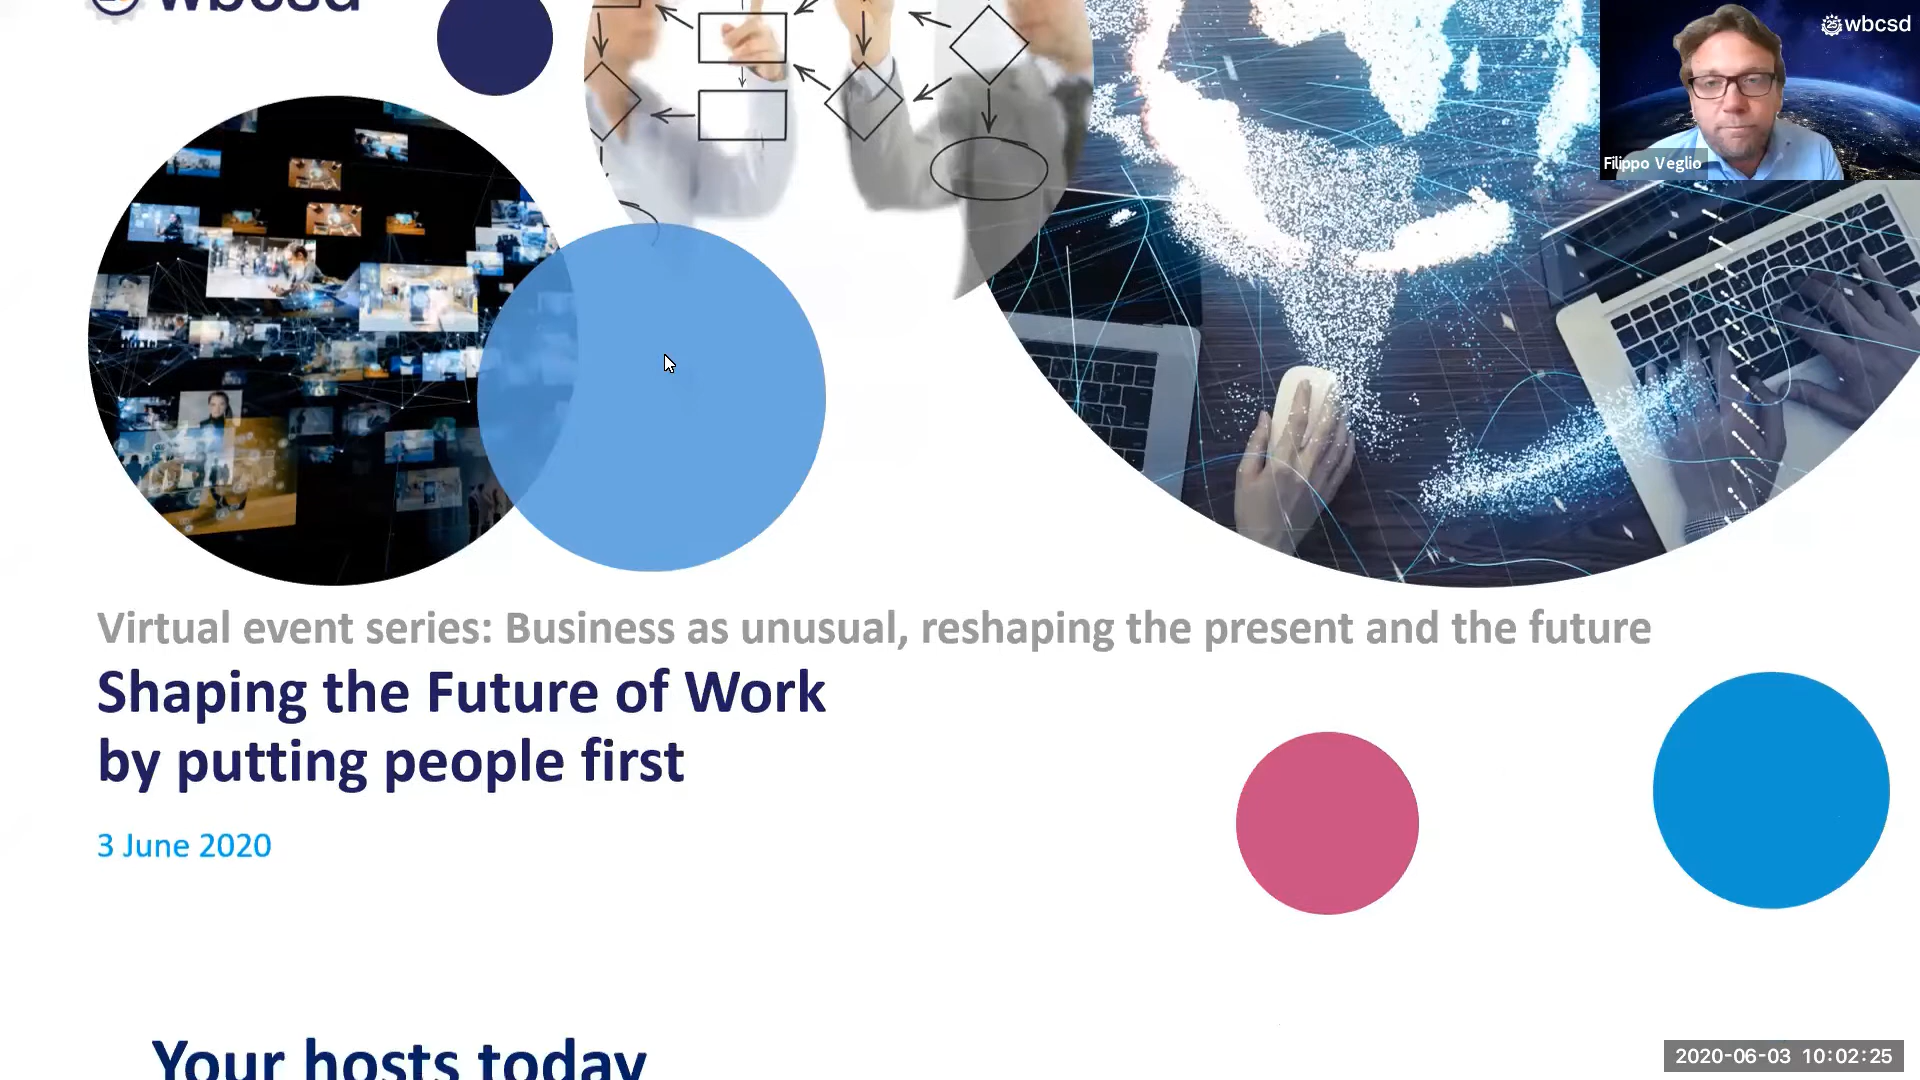 wbcsd
wbcsd
Filippo Veglio
Virtual event series: Business as unusual, reshaping the present and the future
Shaping the Future of Work
by putting people first
3 June 2020
Your hosts today
2020-06-03 10:02:25